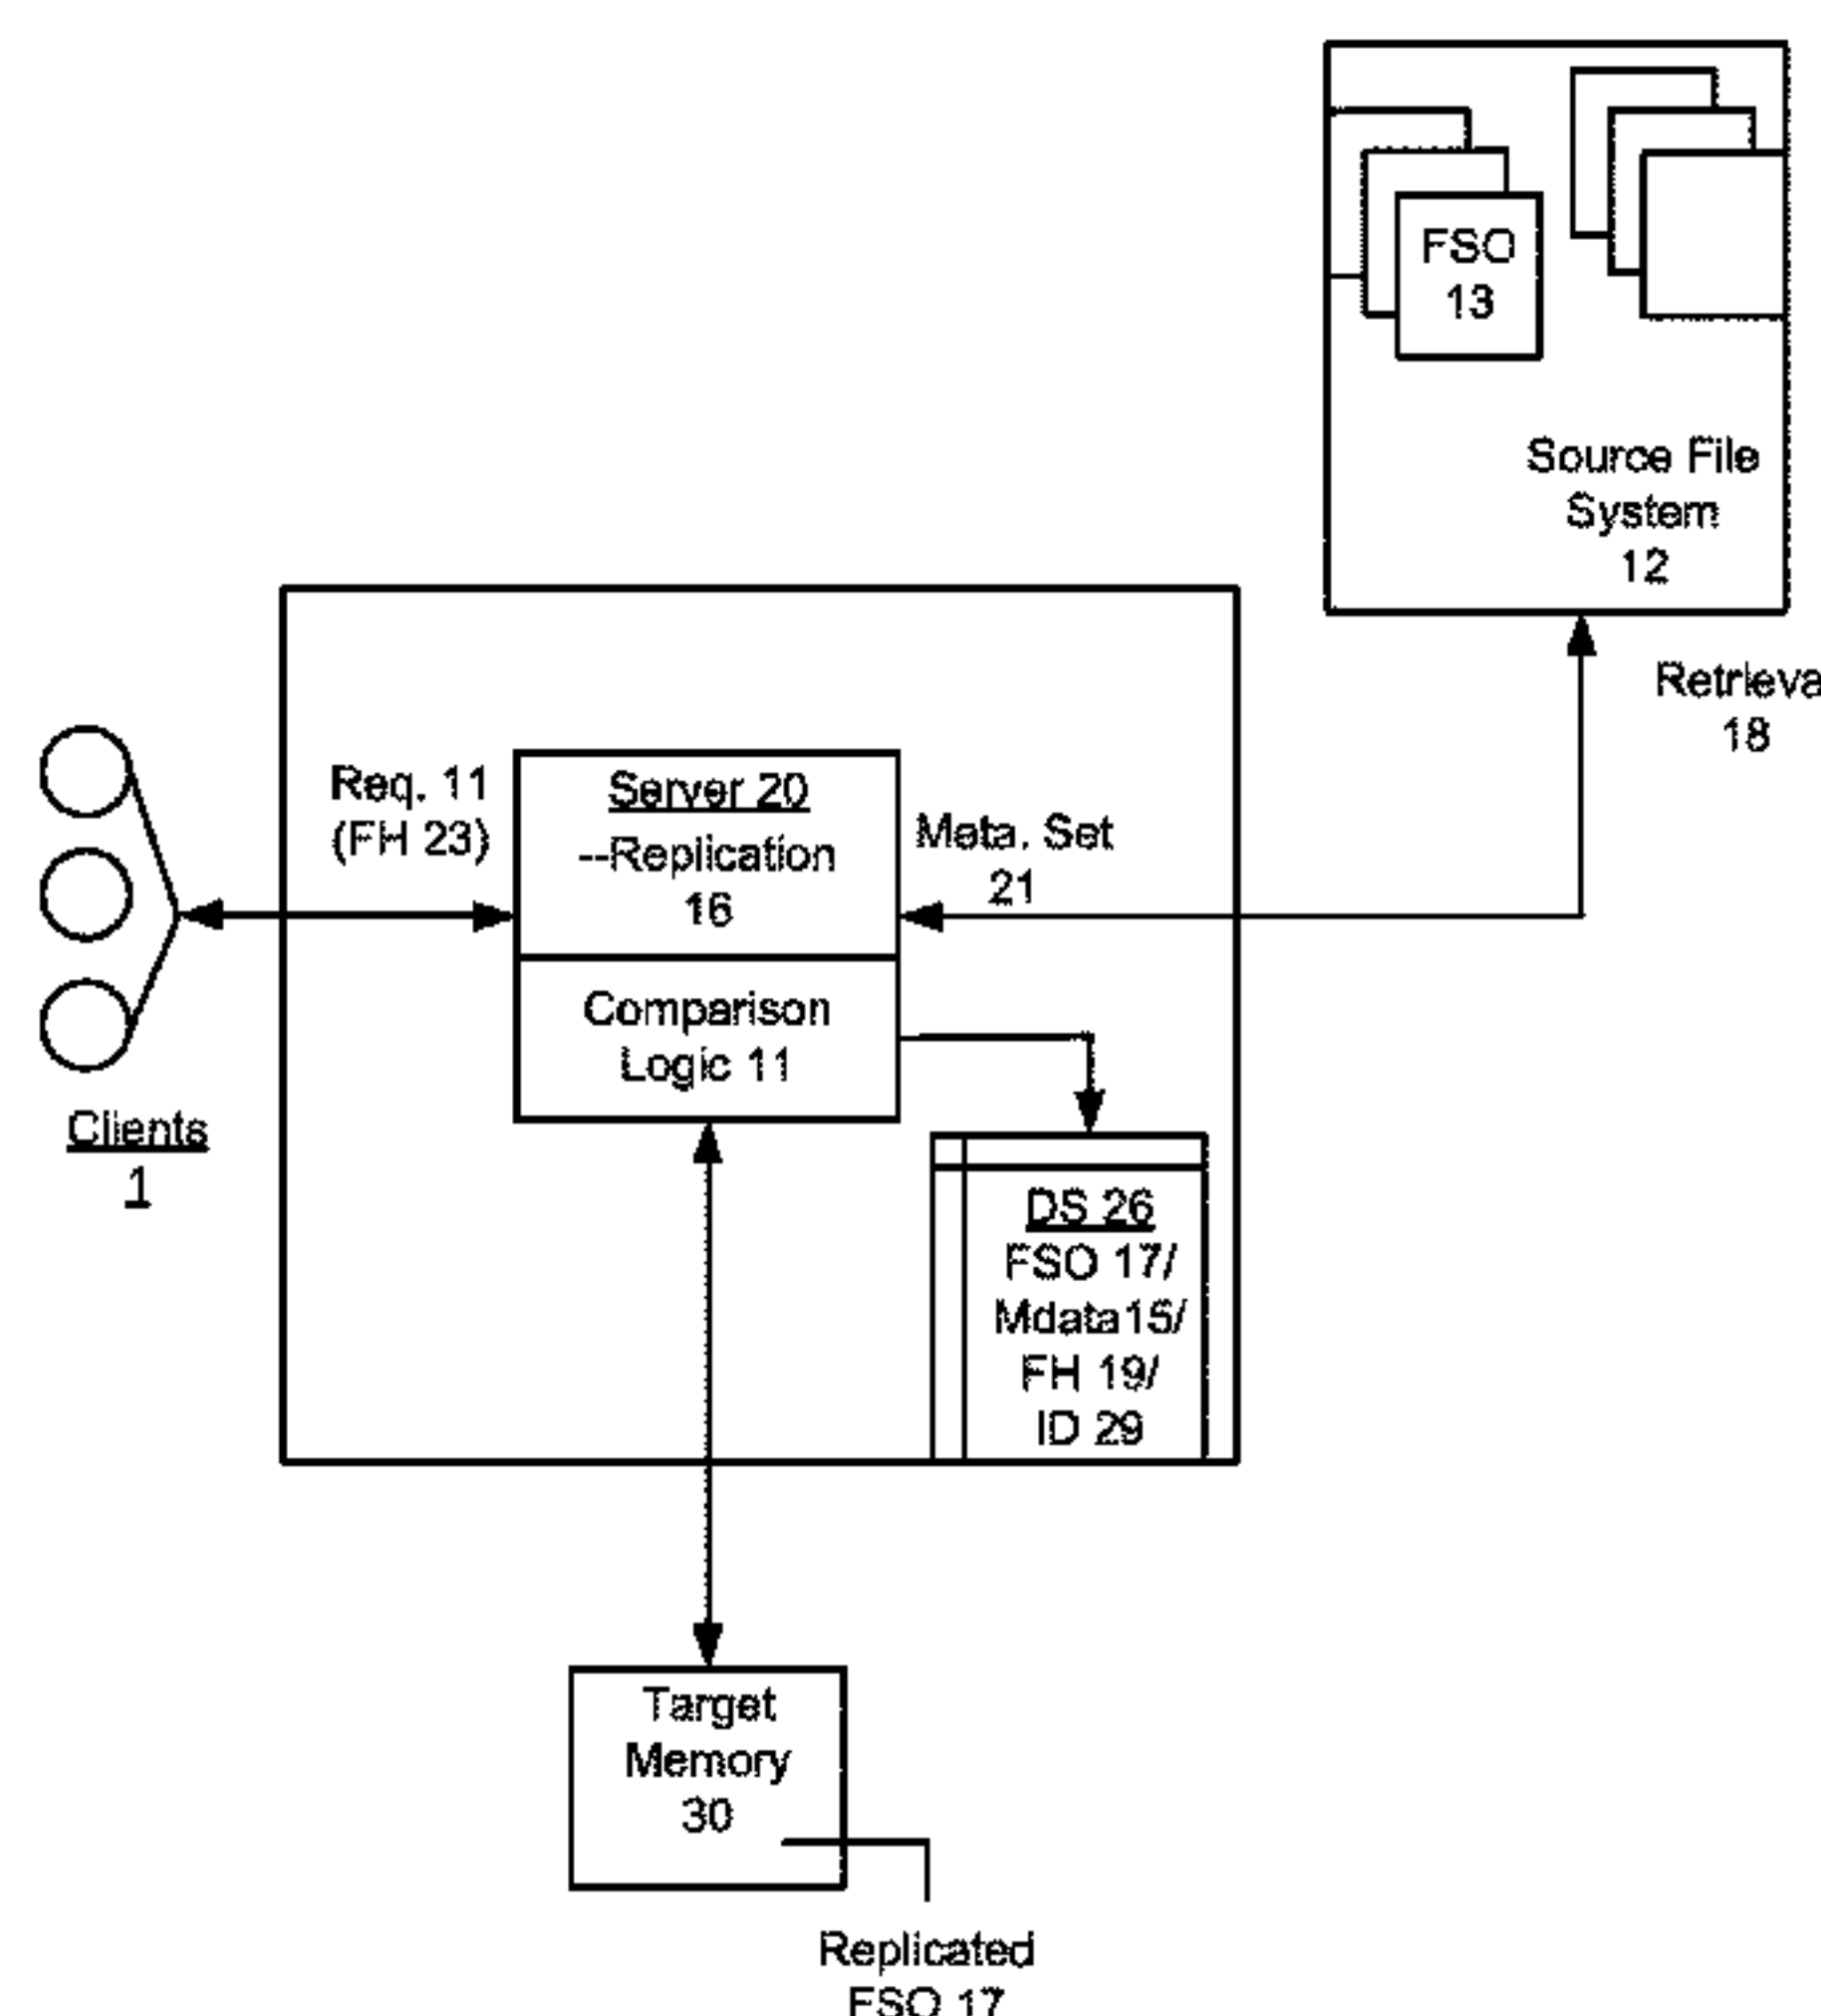 FSO
13
Source File
System
12
Retrieva
18
Req. 11
(FH 23)
Server 20
--Replication
16
Meta. Set
21
Comparison
Logic 11
Clients
1
DS 26
FSO 17/
Mdata15/
FH 19/
ID 29
Target
Memory
30
Replicated
FSO 17